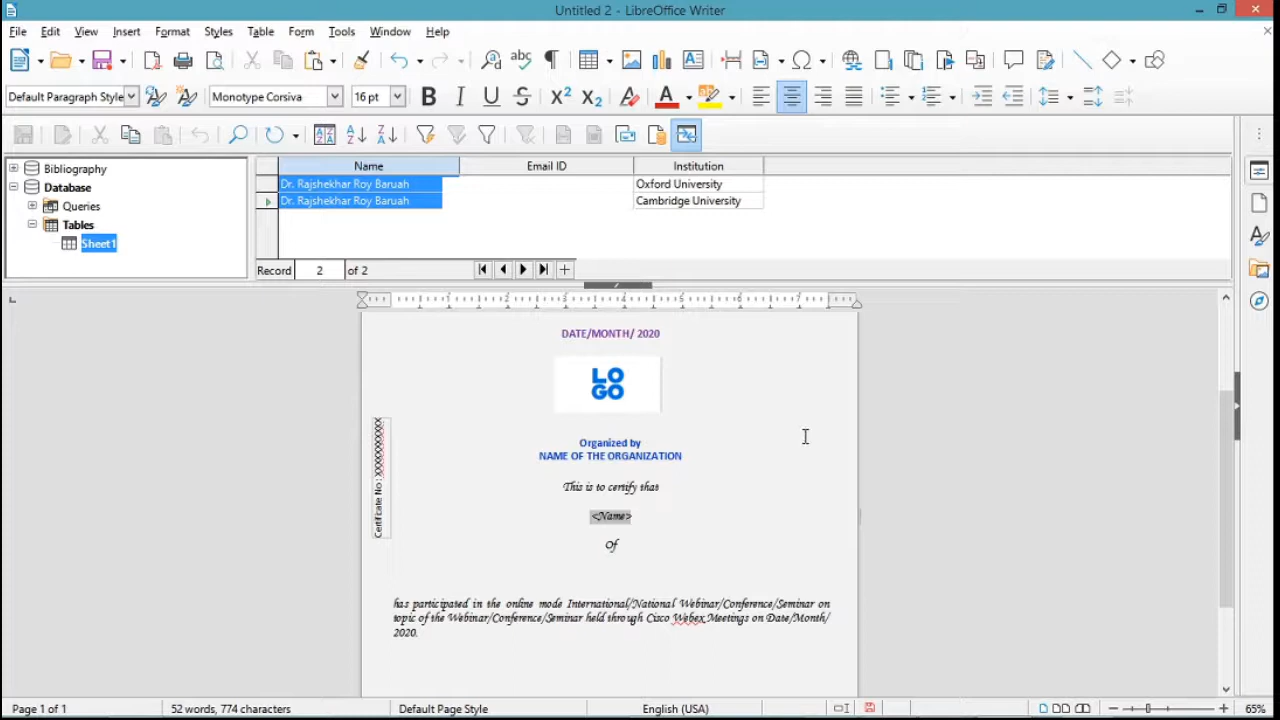 Untitled 2 - LibreOffice Writer
File Edit View Insert Format Styles Table Form Tools Window Help
Default Paragraph Style Monotype Corsiva 16 pt
Bibliography
Database
Queries
Tables
Sheet1
Name Email ID Institution
Dr. Rajshekhar Roy Baruah Oxford University
Dr. Rajshekhar Roy Baruah Cambridge University
Record 2 of 2
DATE/MONTH/ 2020
LO
GO
Organized by
NAME OF THE ORGANIZATION
This is to certify that
<Name>
Of
has participated in the online mode International/National Webinar/Conference/Seminar on
topic of the Webinar/Conference/Seminar held through Cisco Webex Meetings on Date/Month/
2020.
Page 1 of 1 52 words, 774 characters Default Page Style English (USA) 65%